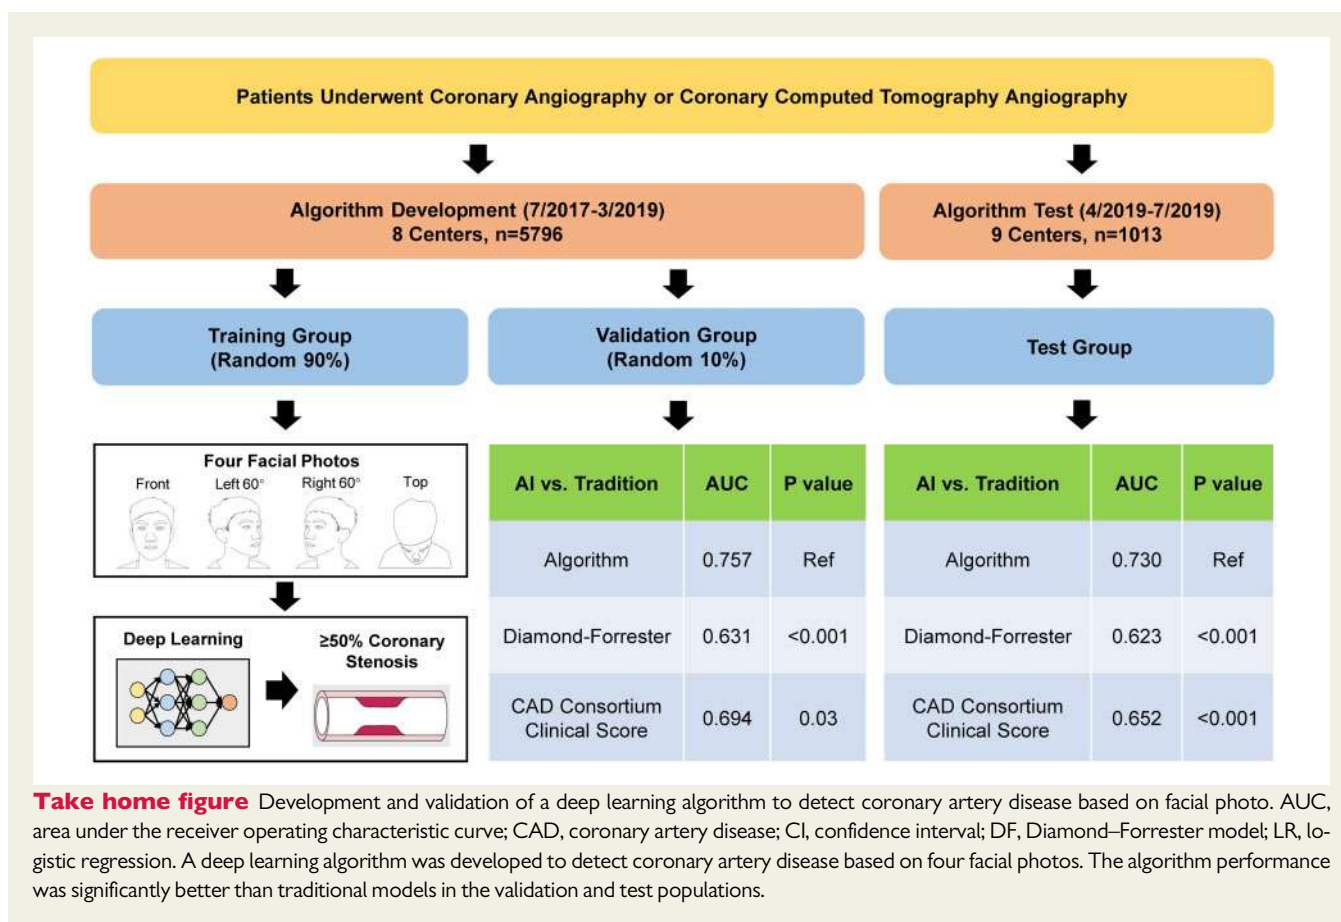 Patients Underwent Coronary Angiography or Coronary Computed Tomography Angiography
Algorithm Development (7/2017-3/2019)
8 Centers, n=5796
Algorithm Test (4/2019-7/2019)
9 Centers, n=1013
Training Group
(Random 90%)
Validation Group
(Random 10%)
Test Group
Four Facial Photos
Front Left 60° Right 60° Top
Deep Learning
≥50% Coronary
Stenosis
AI vs. Tradition AUC P value
Algorithm 0.757 Ref
Diamond-Forrester 0.631 <0.001
CAD Consortium
Clinical Score 0.694 0.03
AI vs. Tradition AUC P value
Algorithm 0.730 Ref
Diamond-Forrester 0.623 <0.001
CAD Consortium
Clinical Score 0.652 <0.001
Take home figure Development and validation of a deep learning algorithm to detect coronary artery disease based on facial photo. AUC,
area under the receiver operating characteristic curve; CAD, coronary artery disease; CI, confidence interval; DF, Diamond–Forrester model; LR, lo-
gistic regression. A deep learning algorithm was developed to detect coronary artery disease based on four facial photos. The algorithm performance
was significantly better than traditional models in the validation and test populations.